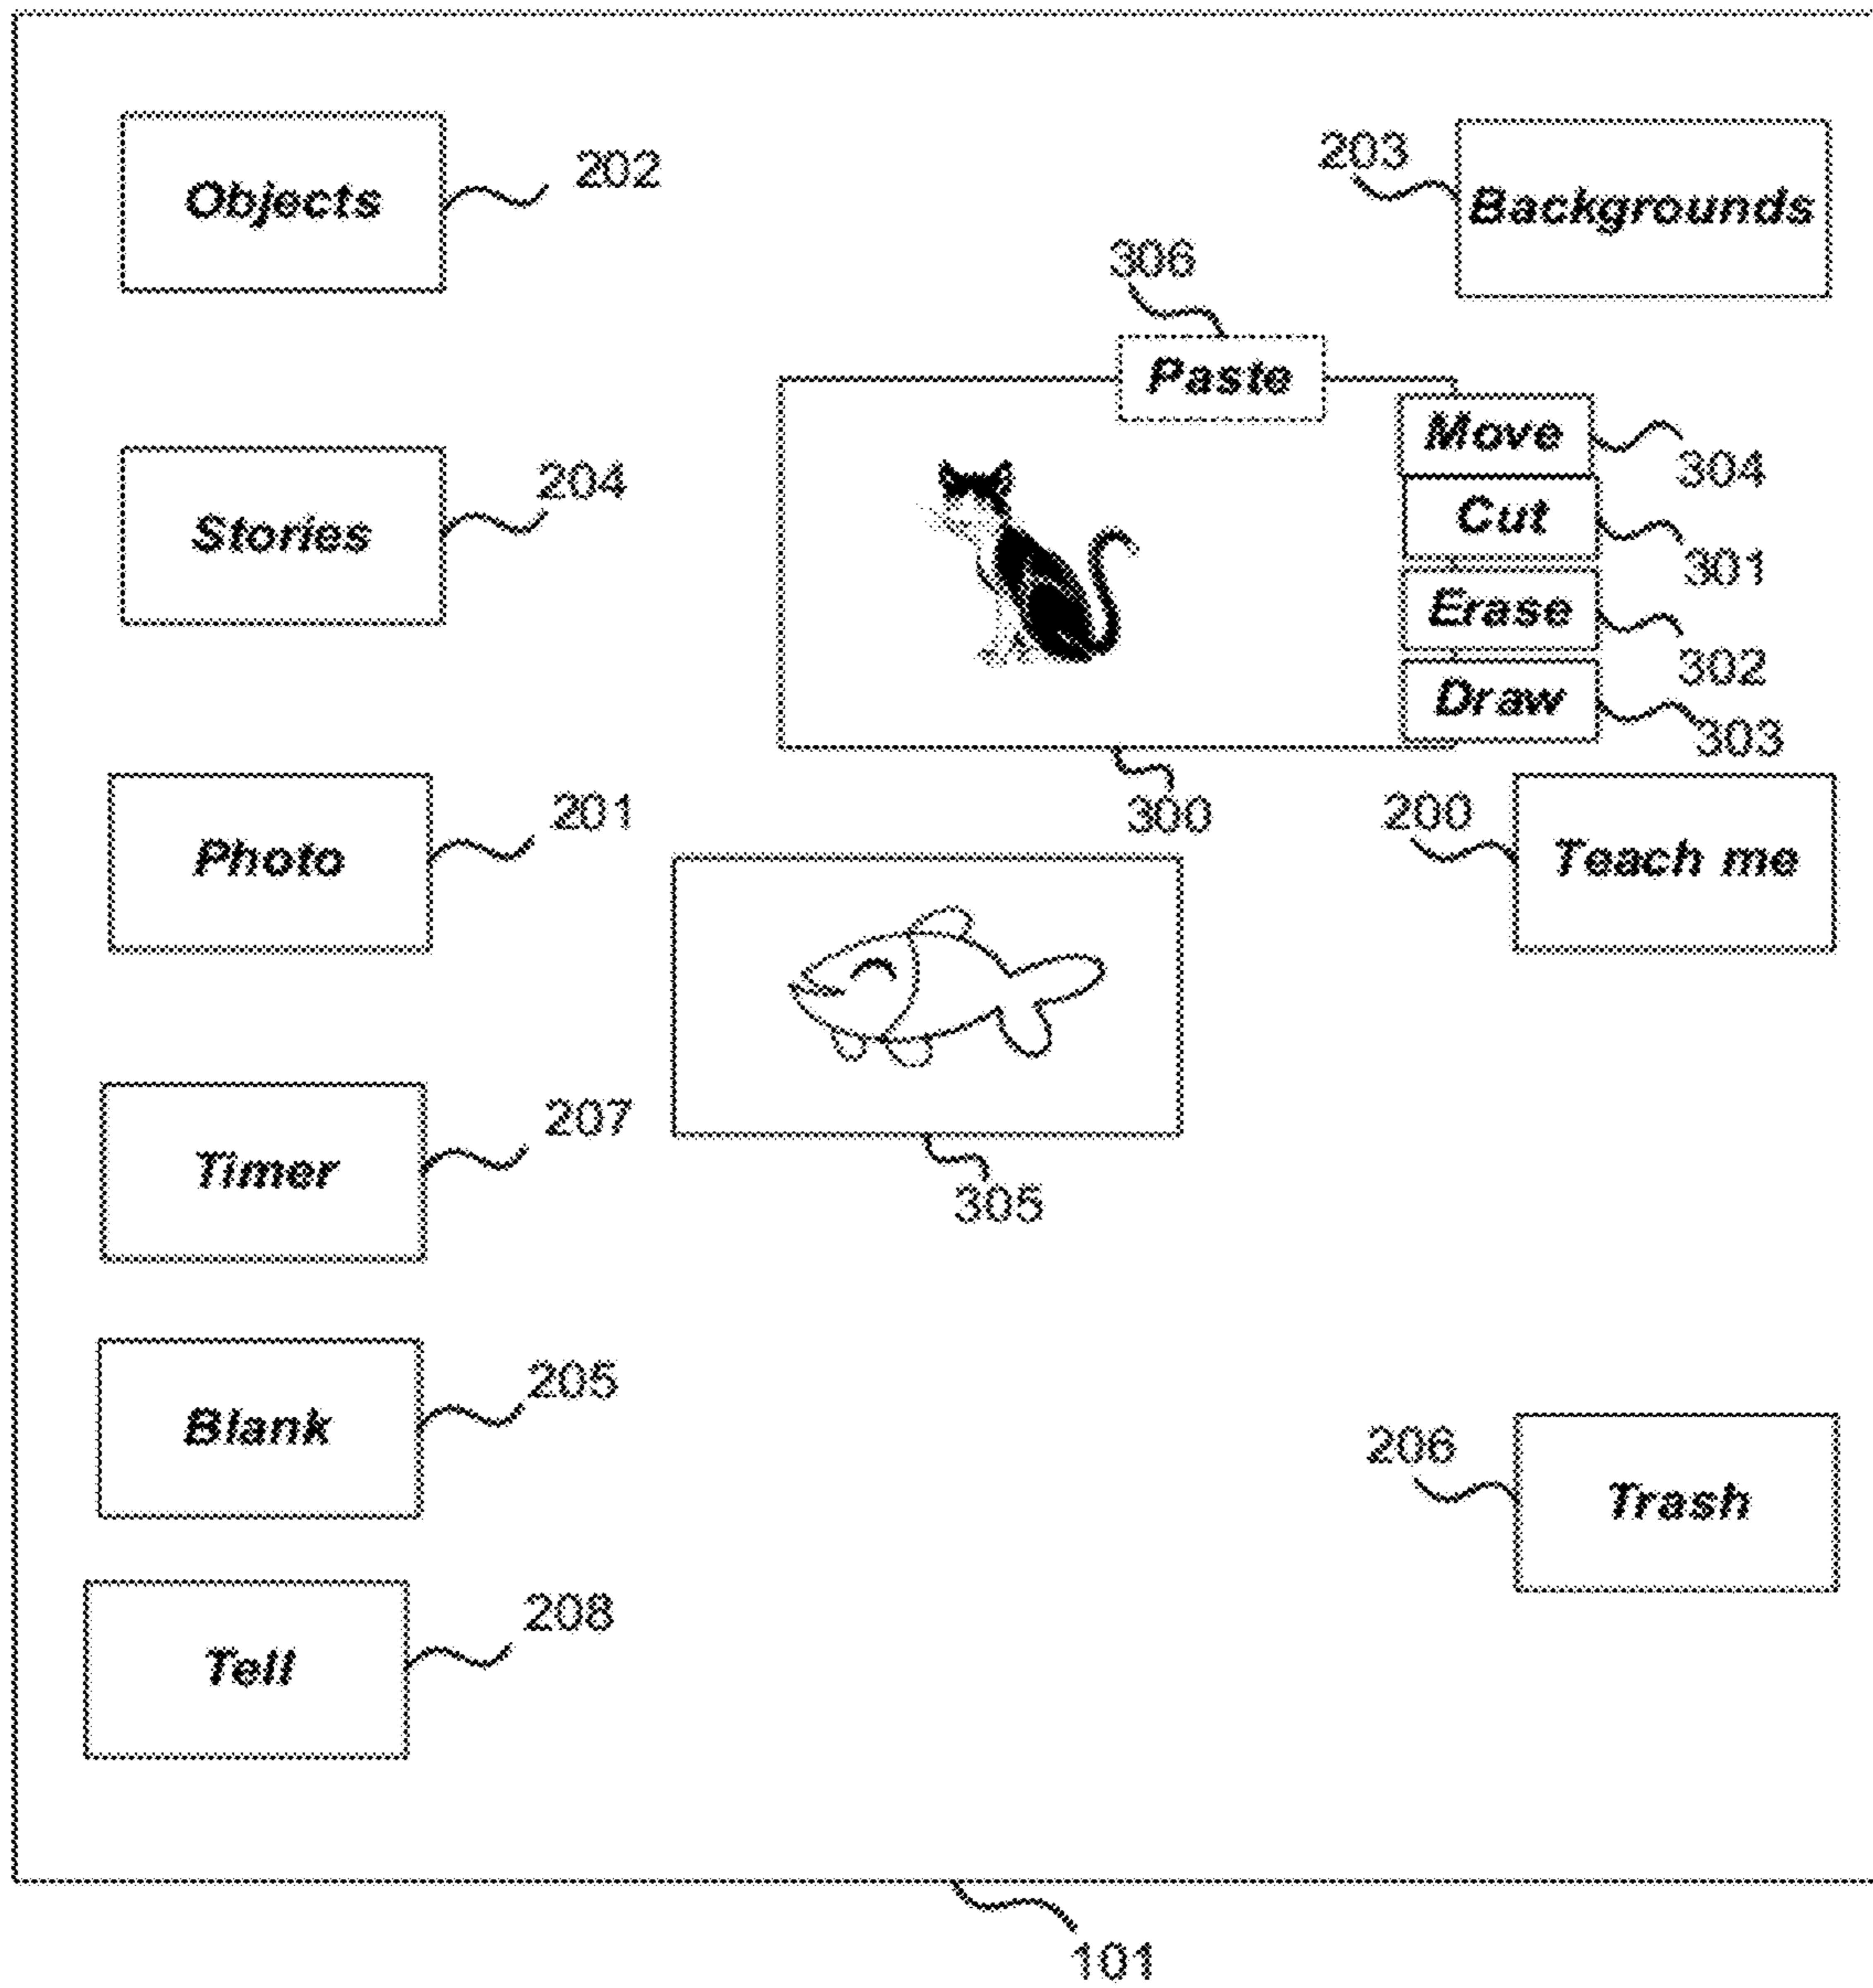 Objects
202
203
Backgrounds
306
Paste
Move
304
Stories
204
Cut
301
Erase
302
Draw
303
300
Photo
201
200
Teach me
305
Timer
207
Blank
205
206
Trash
Tell
208
101